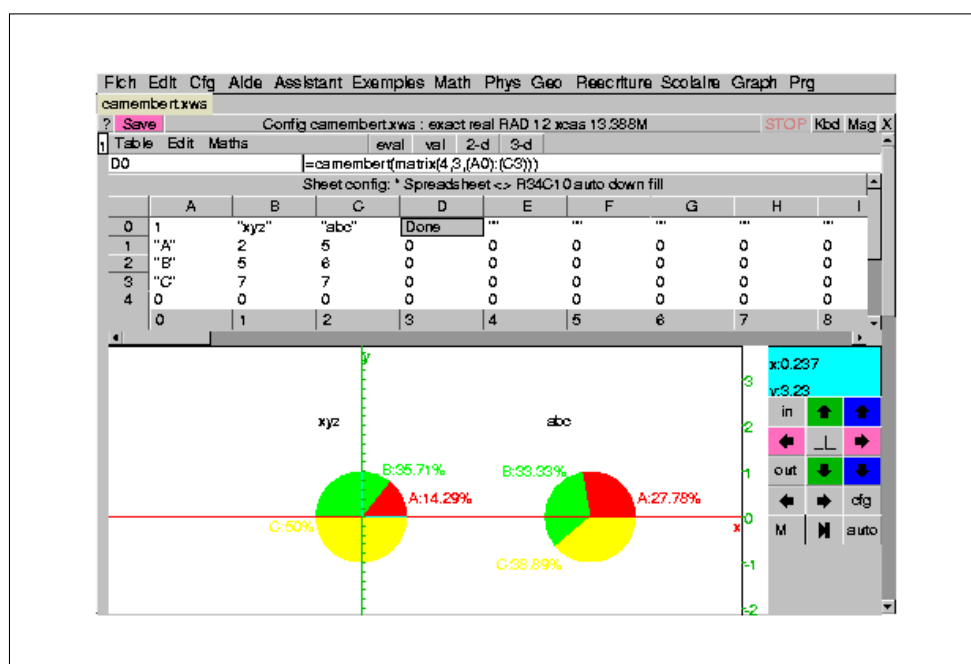 Fich Edit Cfg Aide Assistant Exemples Math Phys Geo Reecriture Scolaire Graph Prg
camembert.xws
? Save Config camembert.xws : exact real RAD 12 xcas 13.388M STOP Kbd Msg X
1 Table Edit Maths eval val 2-d 3-d
D0 =camembert(matrix(4,3,(A0):(C3)))
Sheet config: * Spreadsheet <> R34C10 auto down fill
A B C D E F G H I
0 1 "xyz" "abc" Done "" "" "" "" ""
1 "A" 2 5 0 0 0 0 0 0
2 "B" 5 6 0 0 0 0 0 0
3 "C" 7 7 0 0 0 0 0 0
4 0 0 0 0 0 0 0 0 0
0 1 2 3 4 5 6 7 8
y
x:0.237
y:3.23
3
in
xyz abc
2
_|_
B:35.71% B:33.33%
1
out
A:14.29% A:27.78%
cfg
C:50%
x
0
M auto
C:38.89%
-1
-2